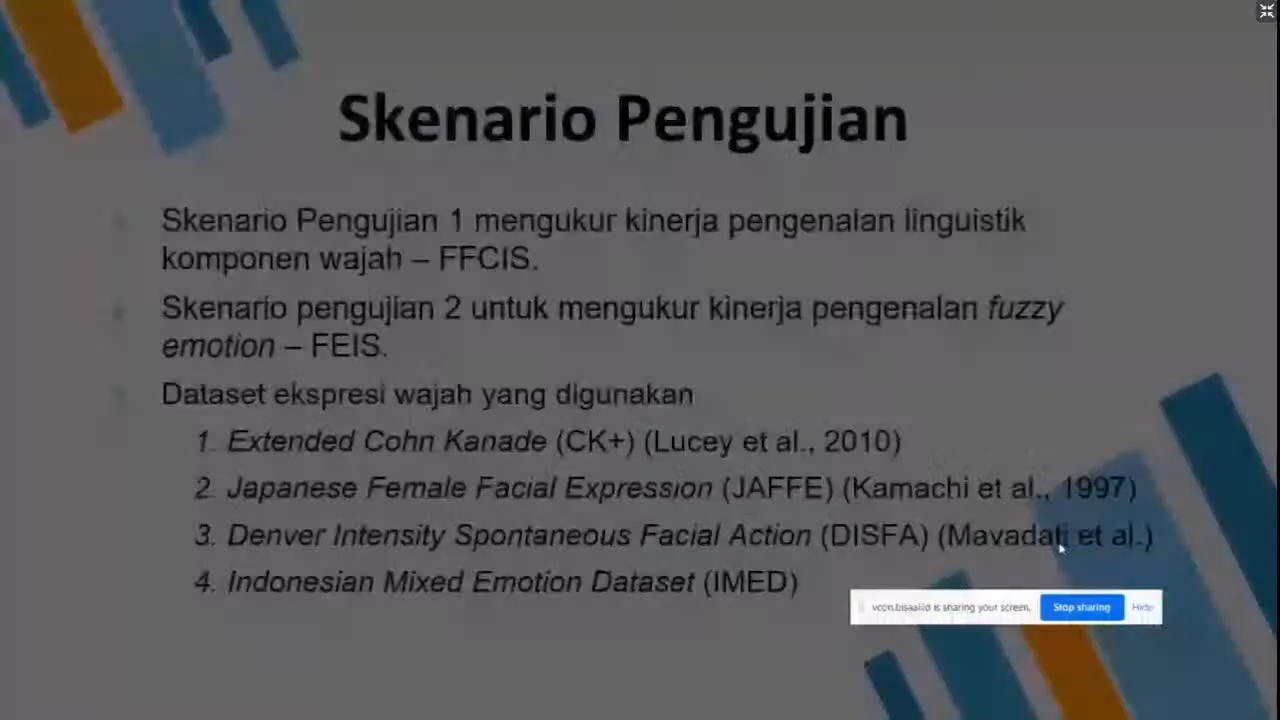 Skenario Pengujian
Skenario Pengujian 1 mengukur kinerja pengenalan linguistik
komponen wajah – FFCIS.
Skenario pengujian 2 untuk mengukur kinerja pengenalan fuzzy
emotion – FEIS.
Dataset ekspresi wajah yang digunakan
1. Extended Cohn Kanade (CK+) (Lucey et al., 2010)
2. Japanese Female Facial Expression (JAFFE) (Kamachi et al., 1997)
3. Denver Intensity Spontaneous Facial Action (DISFA) (Mavadati et al.)
4. Indonesian Mixed Emotion Dataset (IMED)
is sharing your screen. Stop sharing Hide